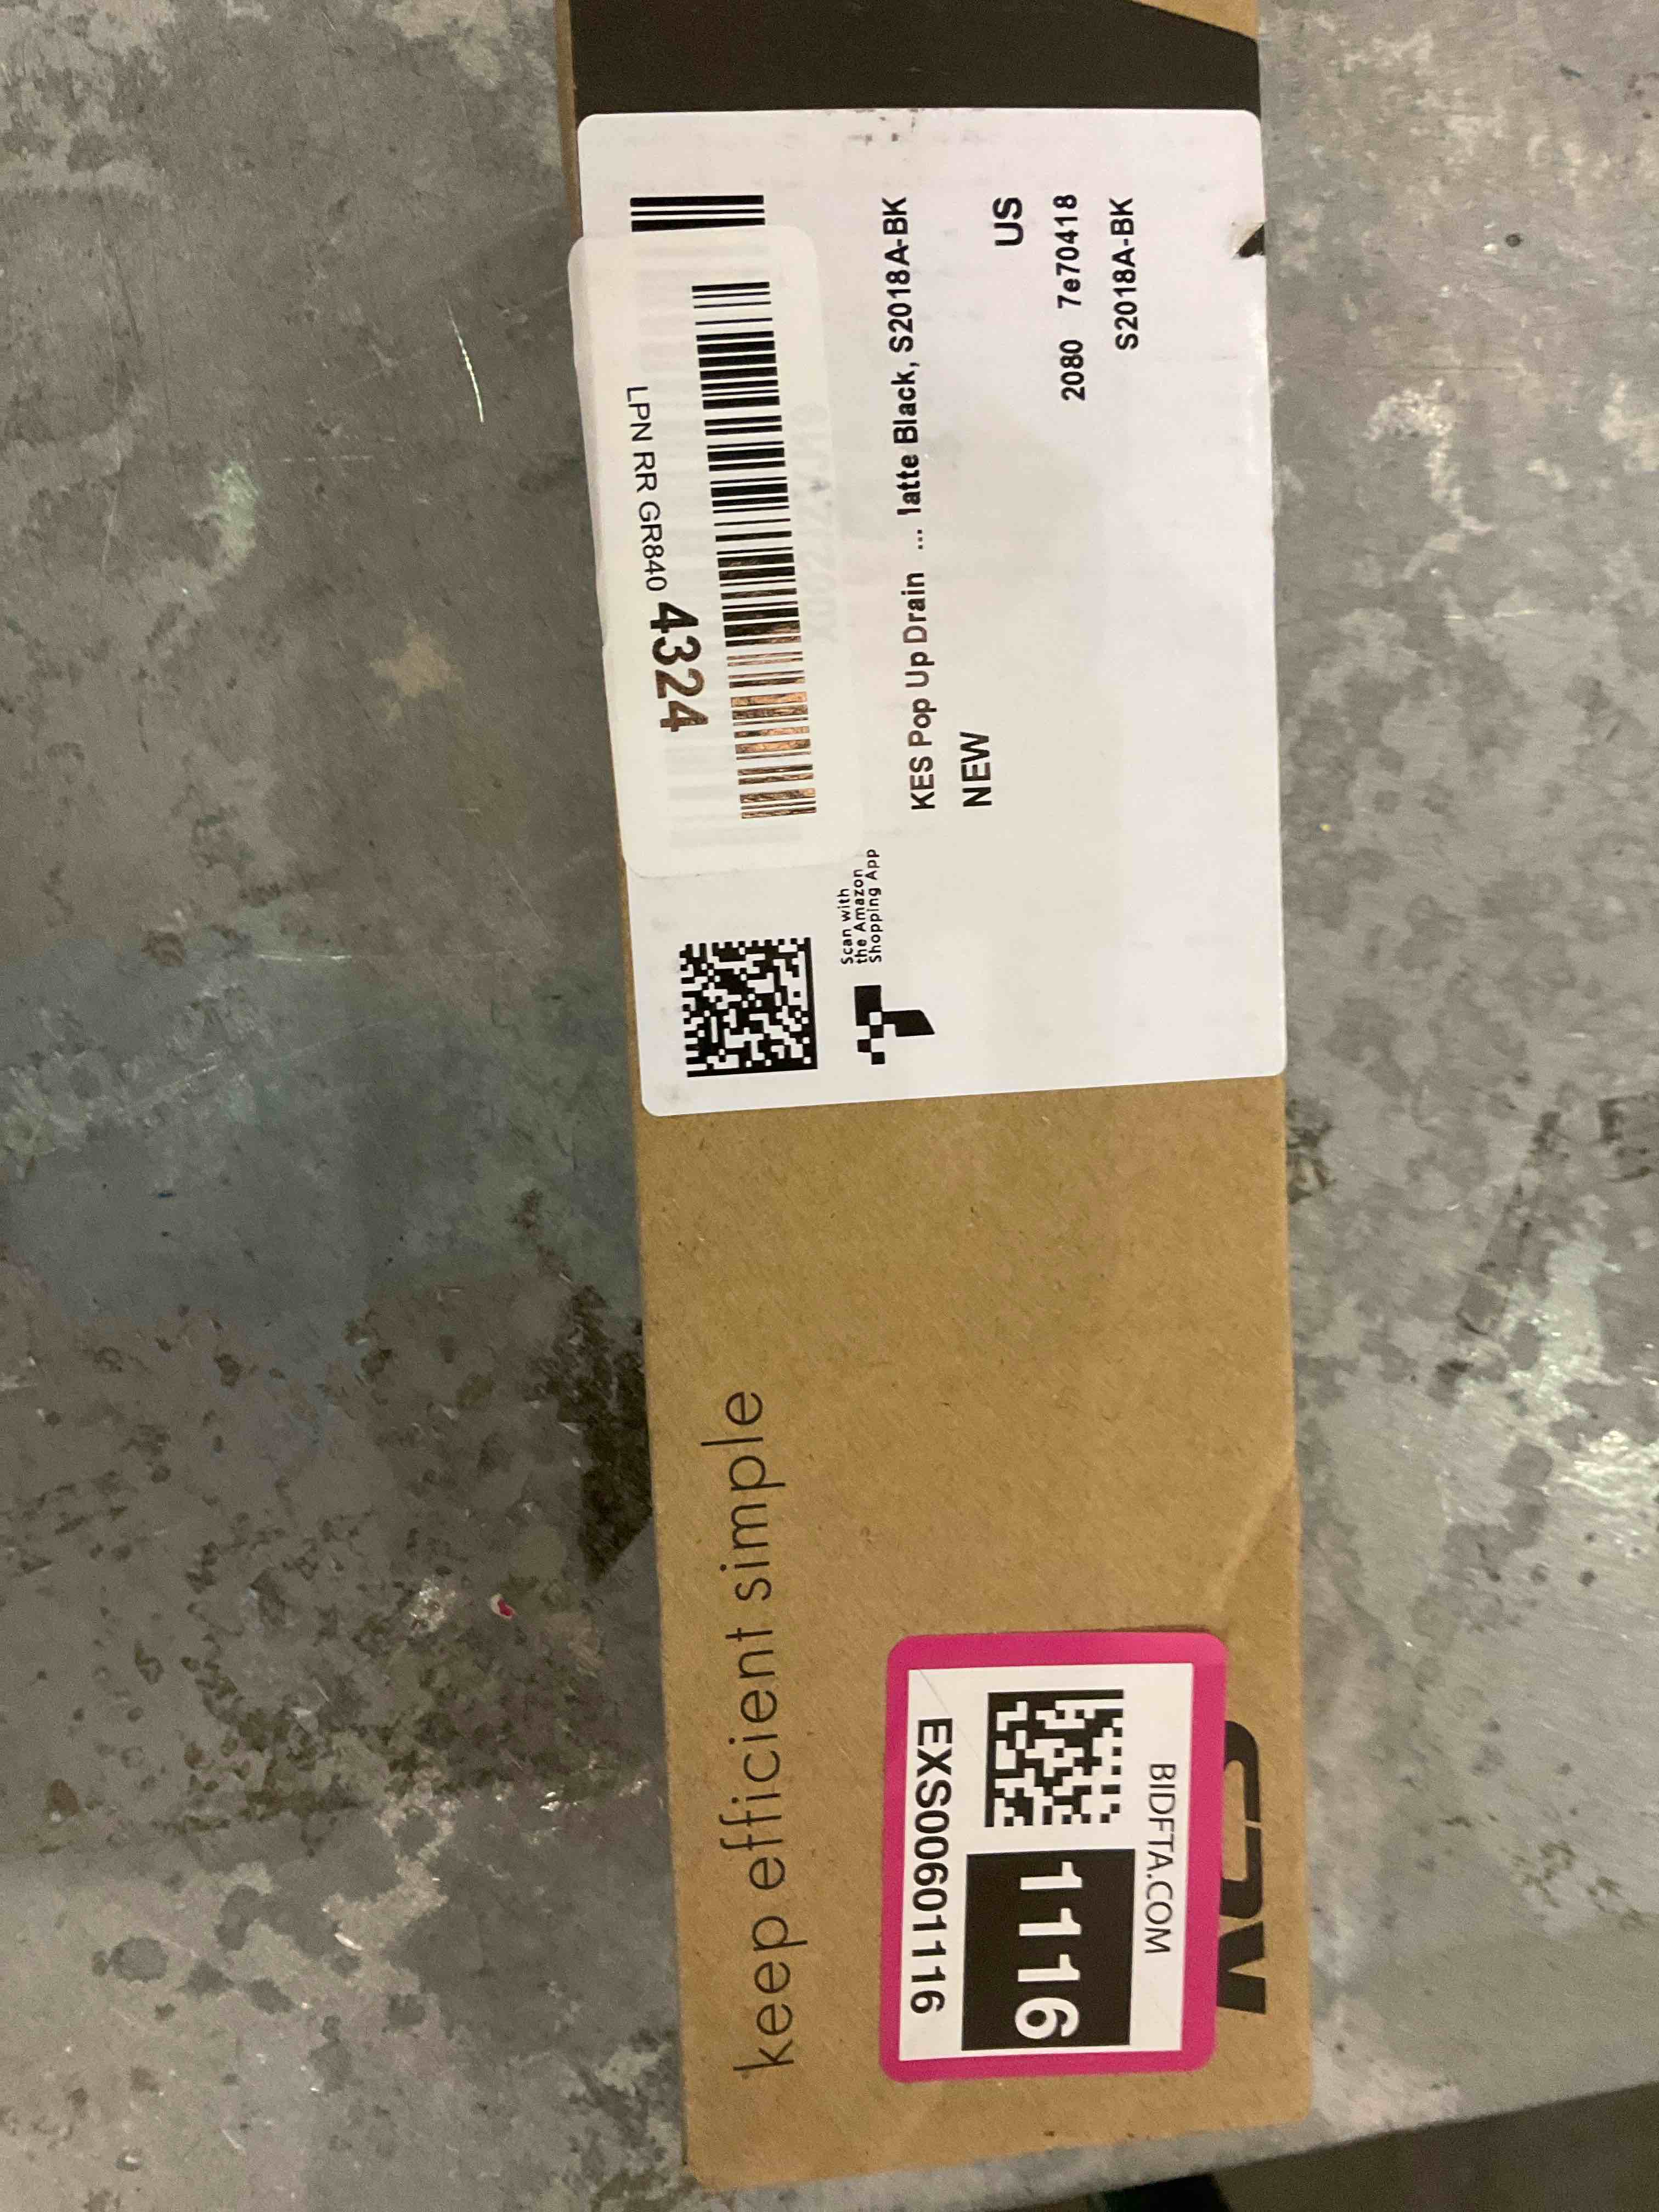 LPN RR GR840 4324
Scan with
the Amazon
Shopping App
KES Pop Up Drain ... latte Black, S2018A-BK
NEW
US
2080 7e70418
S2018A-BK
keep efficient simple
BIDFTA.COM
1116
EXS00601116